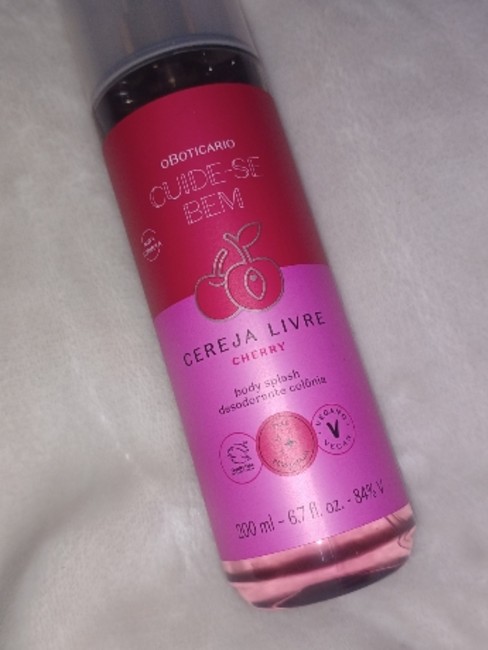 oBOTICÁRIO
CUIDE-SE
BEM
CEREJA LIVRE
CHERRY
body splash
desodorante colônia
VEGANO
V
VEGAN
200 ml - 6.7 fl. oz. - 84% V